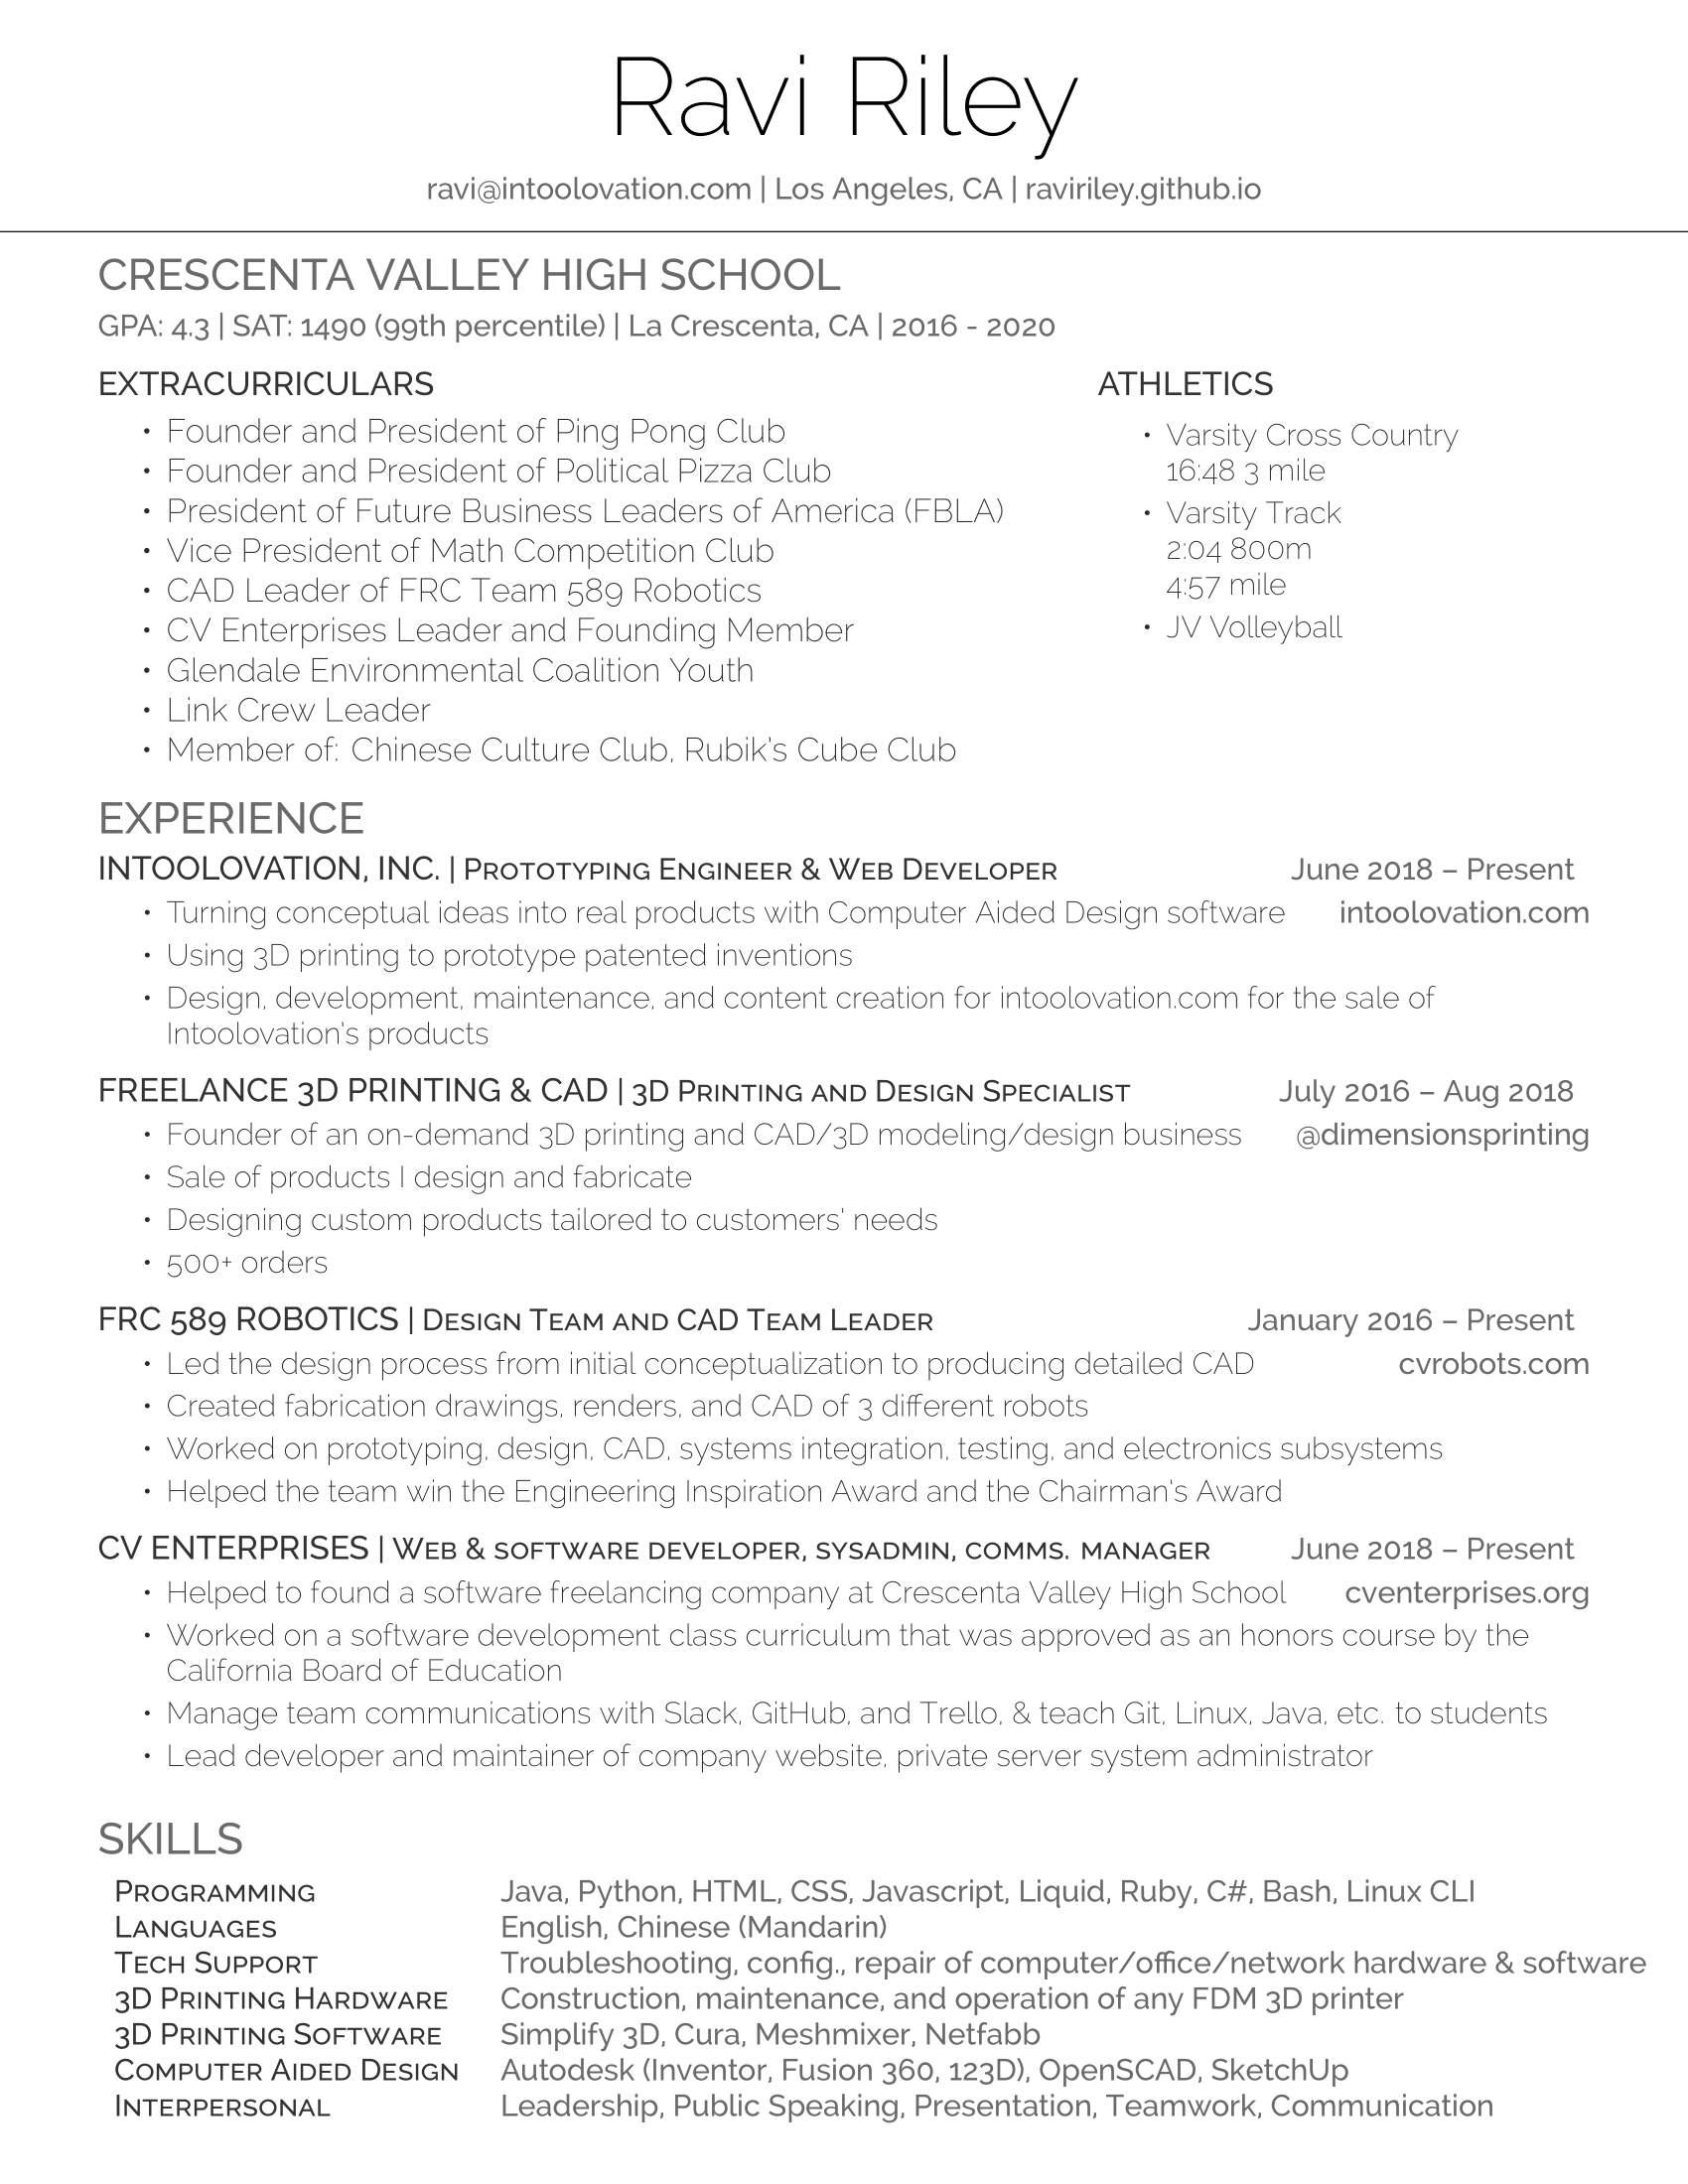 Ravi Riley
ravi@intoolovation.com | Los Angeles, CA | raviriley.github.io
CRESCENTA VALLEY HIGH SCHOOL
GPA: 4.3 | SAT: 1490 (99th percentile) | La Crescenta, CA | 2016 - 2020
EXTRACURRICULARS
• Founder and President of Ping Pong Club
• Founder and President of Political Pizza Club
• President of Future Business Leaders of America (FBLA)
• Vice President of Math Competition Club
• CAD Leader of FRC Team 589 Robotics
• CV Enterprises Leader and Founding Member
• Glendale Environmental Coalition Youth
• Link Crew Leader
• Member of: Chinese Culture Club, Rubik's Cube Club
ATHLETICS
• Varsity Cross Country
16:48 3 mile
• Varsity Track
2:04 800m
4:57 mile
• JV Volleyball
EXPERIENCE
INTOOLOVATION, INC. | Prototyping Engineer & Web Developer June 2018 – Present
• Turning conceptual ideas into real products with Computer Aided Design software intoolovation.com
• Using 3D printing to prototype patented inventions
• Design, development, maintenance, and content creation for intoolovation.com for the sale of
Intoolovation's products
FREELANCE 3D PRINTING & CAD | 3D Printing and Design Specialist July 2016 – Aug 2018
• Founder of an on-demand 3D printing and CAD/3D modeling/design business @dimensionsprinting
• Sale of products I design and fabricate
• Designing custom products tailored to customers' needs
• 500+ orders
FRC 589 ROBOTICS | Design Team and CAD Team Leader January 2016 – Present
• Led the design process from initial conceptualization to producing detailed CAD cvrobots.com
• Created fabrication drawings, renders, and CAD of 3 different robots
• Worked on prototyping, design, CAD, systems integration, testing, and electronics subsystems
• Helped the team win the Engineering Inspiration Award and the Chairman's Award
CV ENTERPRISES | Web & software developer, sysadmin, comms. manager June 2018 – Present
• Helped to found a software freelancing company at Crescenta Valley High School cventerprises.org
• Worked on a software development class curriculum that was approved as an honors course by the
California Board of Education
• Manage team communications with Slack, GitHub, and Trello, & teach Git, Linux, Java, etc. to students
• Lead developer and maintainer of company website, private server system administrator
SKILLS
Programming Java, Python, HTML, CSS, Javascript, Liquid, Ruby, C#, Bash, Linux CLI
Languages English, Chinese (Mandarin)
Tech Support Troubleshooting, config., repair of computer/office/network hardware & software
3D Printing Hardware Construction, maintenance, and operation of any FDM 3D printer
3D Printing Software Simplify 3D, Cura, Meshmixer, Netfabb
Computer Aided Design Autodesk (Inventor, Fusion 360, 123D), OpenSCAD, SketchUp
Interpersonal Leadership, Public Speaking, Presentation, Teamwork, Communication